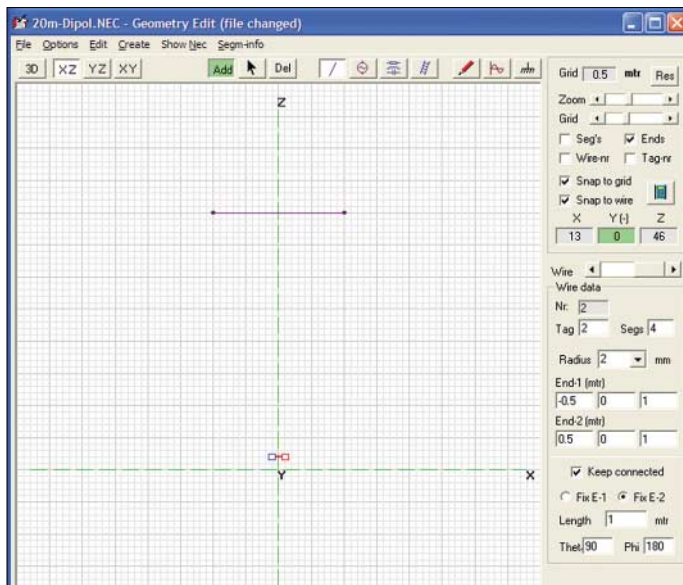 20m-Dipol.NEC - Geometry Edit (file changed)
File Options Edit Create Show Nec Segm-info
3D XZ YZ XY Add Del
Grid 0.5 mtr Res
Zoom
Grid
Seg's Ends
Wire-nr Tag-nr
Snap to grid
Snap to wire
X Y (-) Z
13 0 46
Wire
Wire data
Nr. 2
Tag 2 Segs 4
Radius 2 mm
End-1 (mtr)
-0.5 0 1
End-2 (mtr)
0.5 0 1
Keep connected
Fix E-1 Fix E-2
Length 1 mtr
Thet. 90 Phi 180
Z
Y X